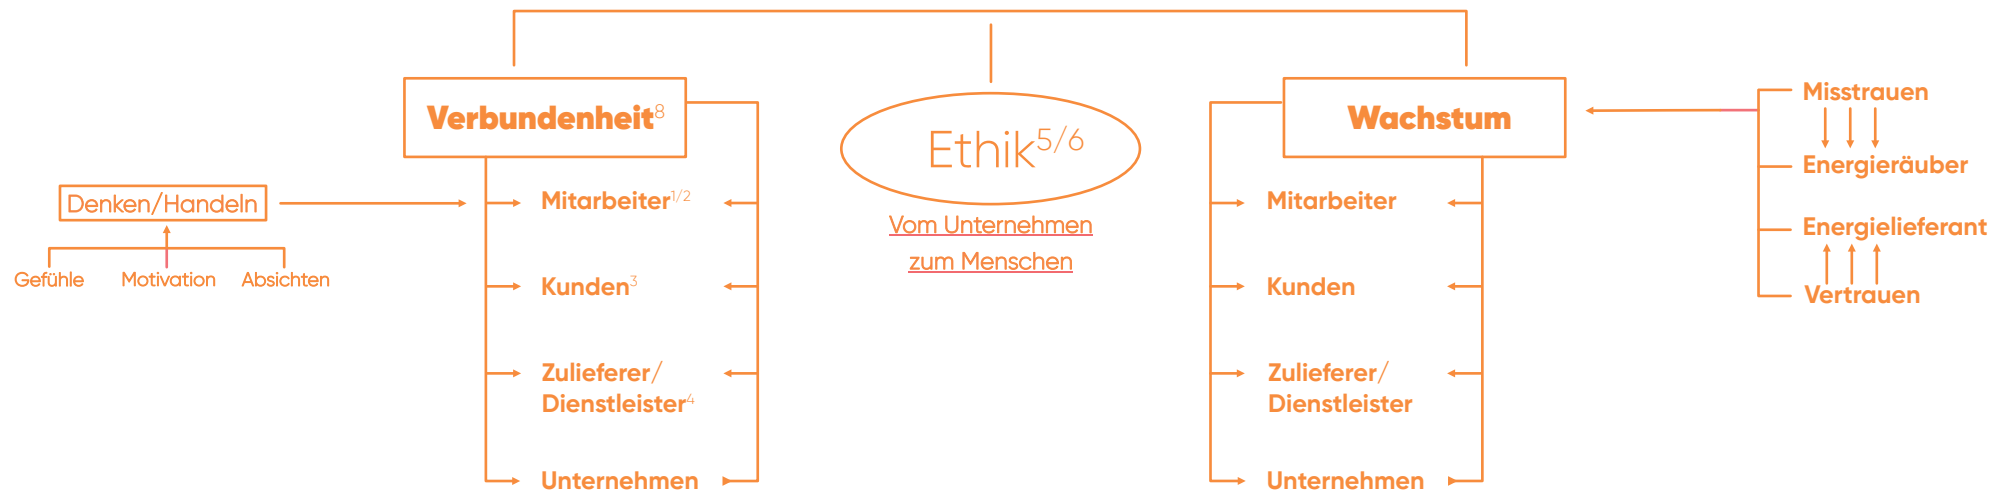 Denken/Handeln
Gefühle
Motivation
Absichten
Verbundenheit⁸
Mitarbeiter¹/²
Kunden³
Zulieferer/
Dienstleister⁴
Unternehmen
Ethik⁵/⁶
Vom Unternehmen
zum Menschen
Wachstum
Mitarbeiter
Kunden
Zulieferer/
Dienstleister
Unternehmen
Misstrauen
Energieräuber
Energielieferant
Vertrauen